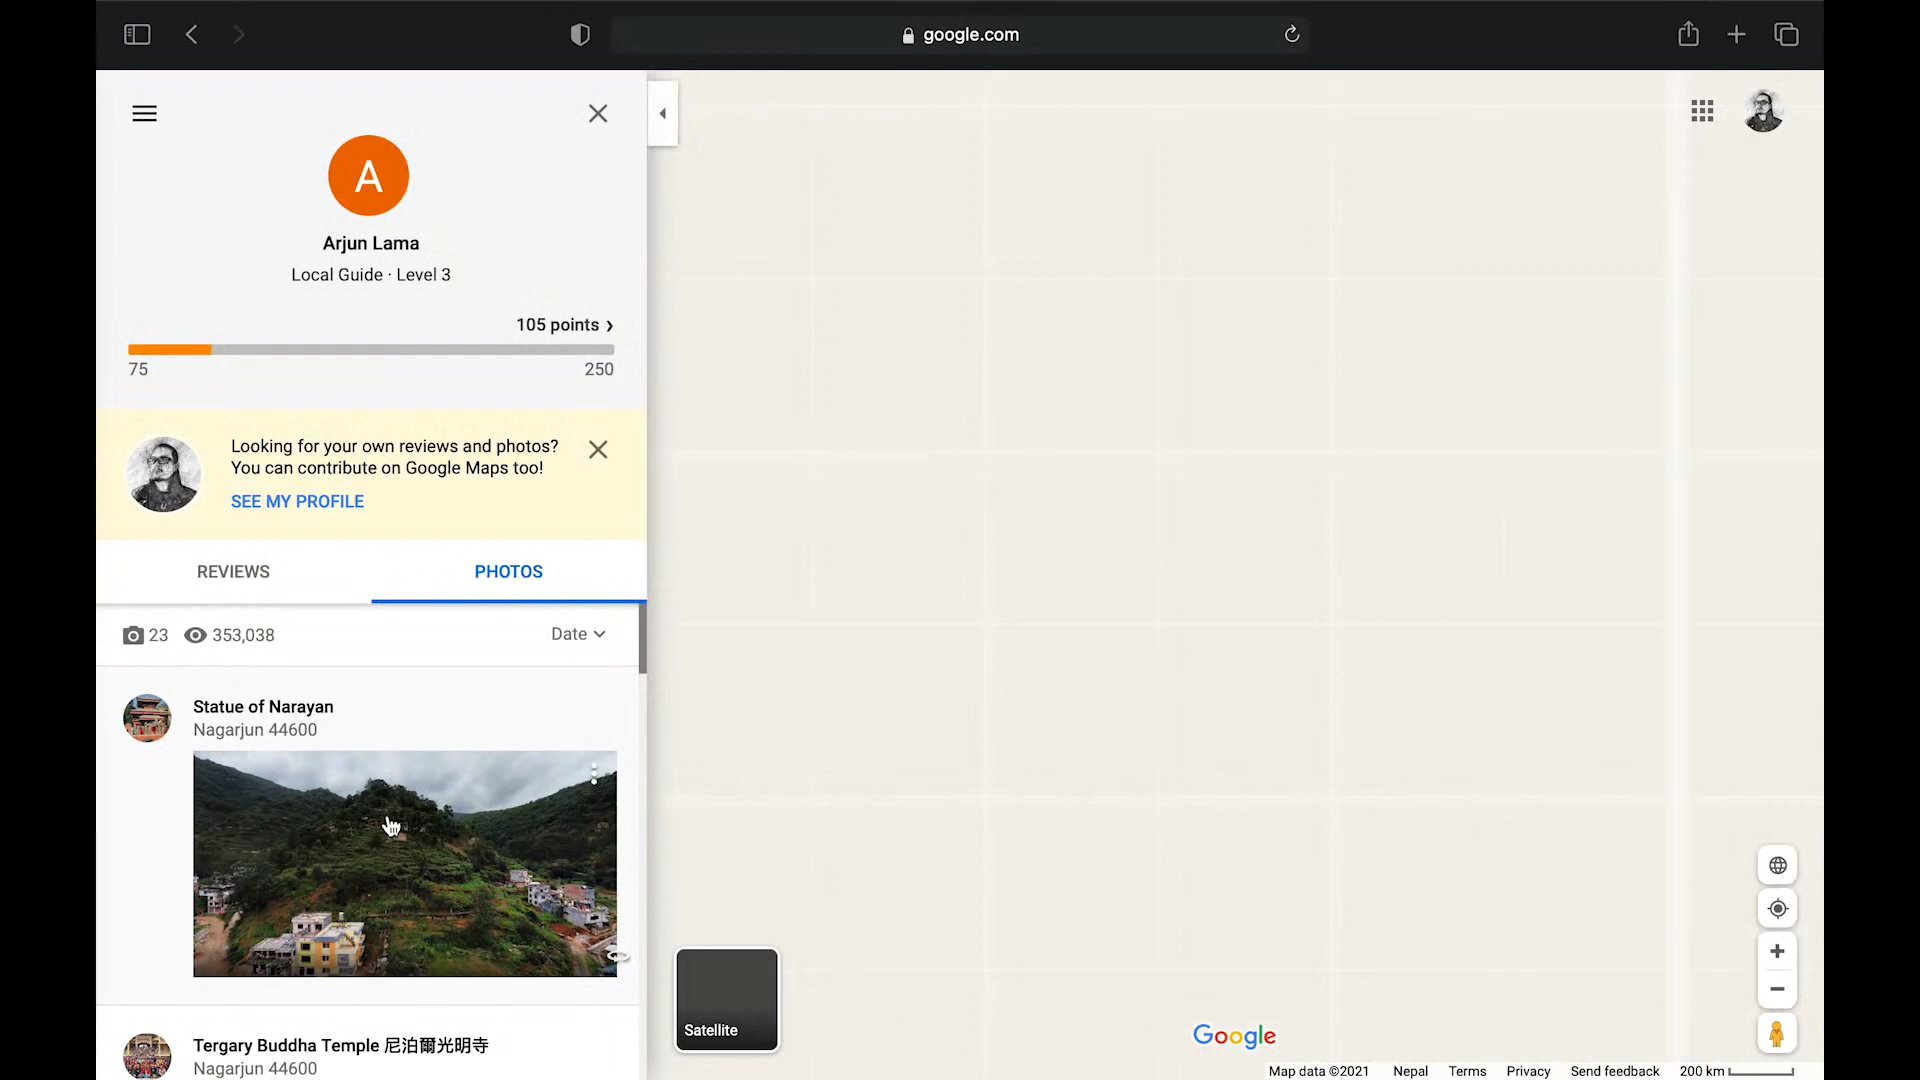 google.com
A
Arjun Lama
Local Guide · Level 3
105 points
75
250
Looking for your own reviews and photos?
You can contribute on Google Maps too!
SEE MY PROFILE
REVIEWS
PHOTOS
23
353,038
Date
Statue of Narayan
Nagarjun 44600
Tergary Buddha Temple 尼泊爾光明寺
Nagarjun 44600
Satellite
Google
Map data ©2021
Nepal
Terms
Privacy
Send feedback
200 km